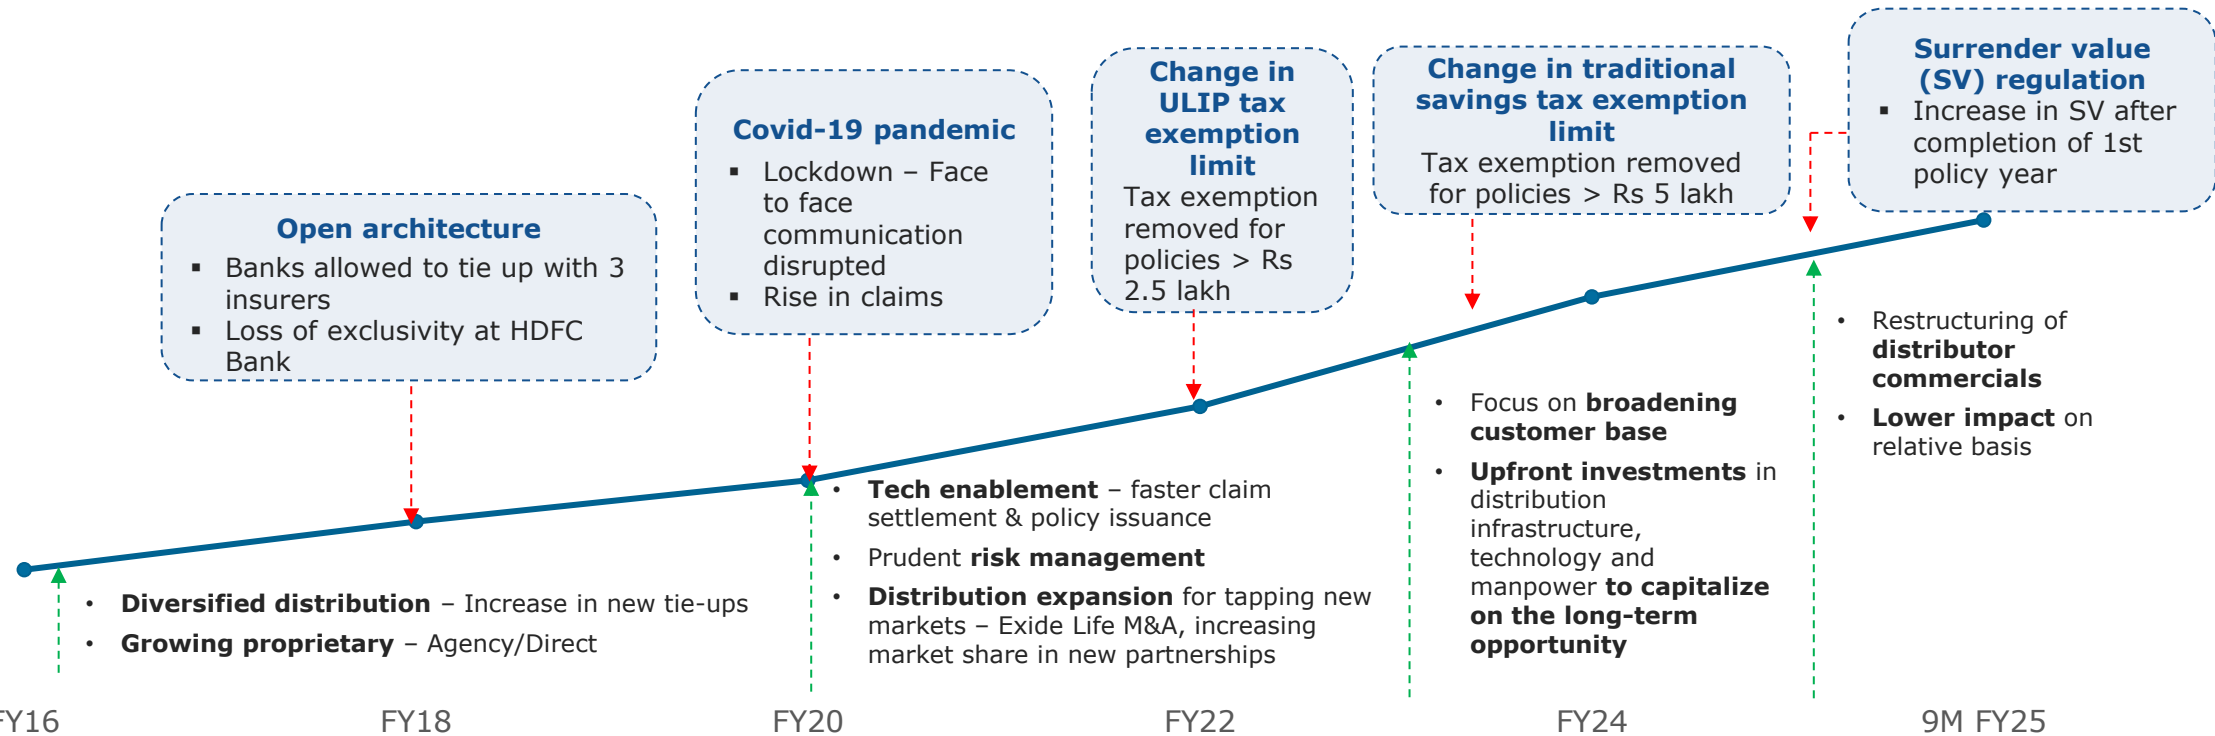 Open architecture
▪ Banks allowed to tie up with 3
insurers
▪ Loss of exclusivity at HDFC
Bank
Covid-19 pandemic
▪ Lockdown – Face
to face
communication
disrupted
▪ Rise in claims
Change in
ULIP tax
exemption
limit
Tax exemption
removed for
policies > Rs
2.5 lakh
Change in traditional
savings tax exemption
limit
Tax exemption removed
for policies > Rs 5 lakh
Surrender value
(SV) regulation
▪ Increase in SV after
completion of 1st
policy year
• Diversified distribution – Increase in new tie-ups
• Growing proprietary – Agency/Direct
• Tech enablement – faster claim
settlement & policy issuance
• Prudent risk management
• Distribution expansion for tapping new
markets – Exide Life M&A, increasing
market share in new partnerships
• Focus on broadening
customer base
• Upfront investments in
distribution
infrastructure,
technology and
manpower to capitalize
on the long-term
opportunity
• Restructuring of
distributor
commercials
• Lower impact on
relative basis
FY16
FY18
FY20
FY22
FY24
9M FY25